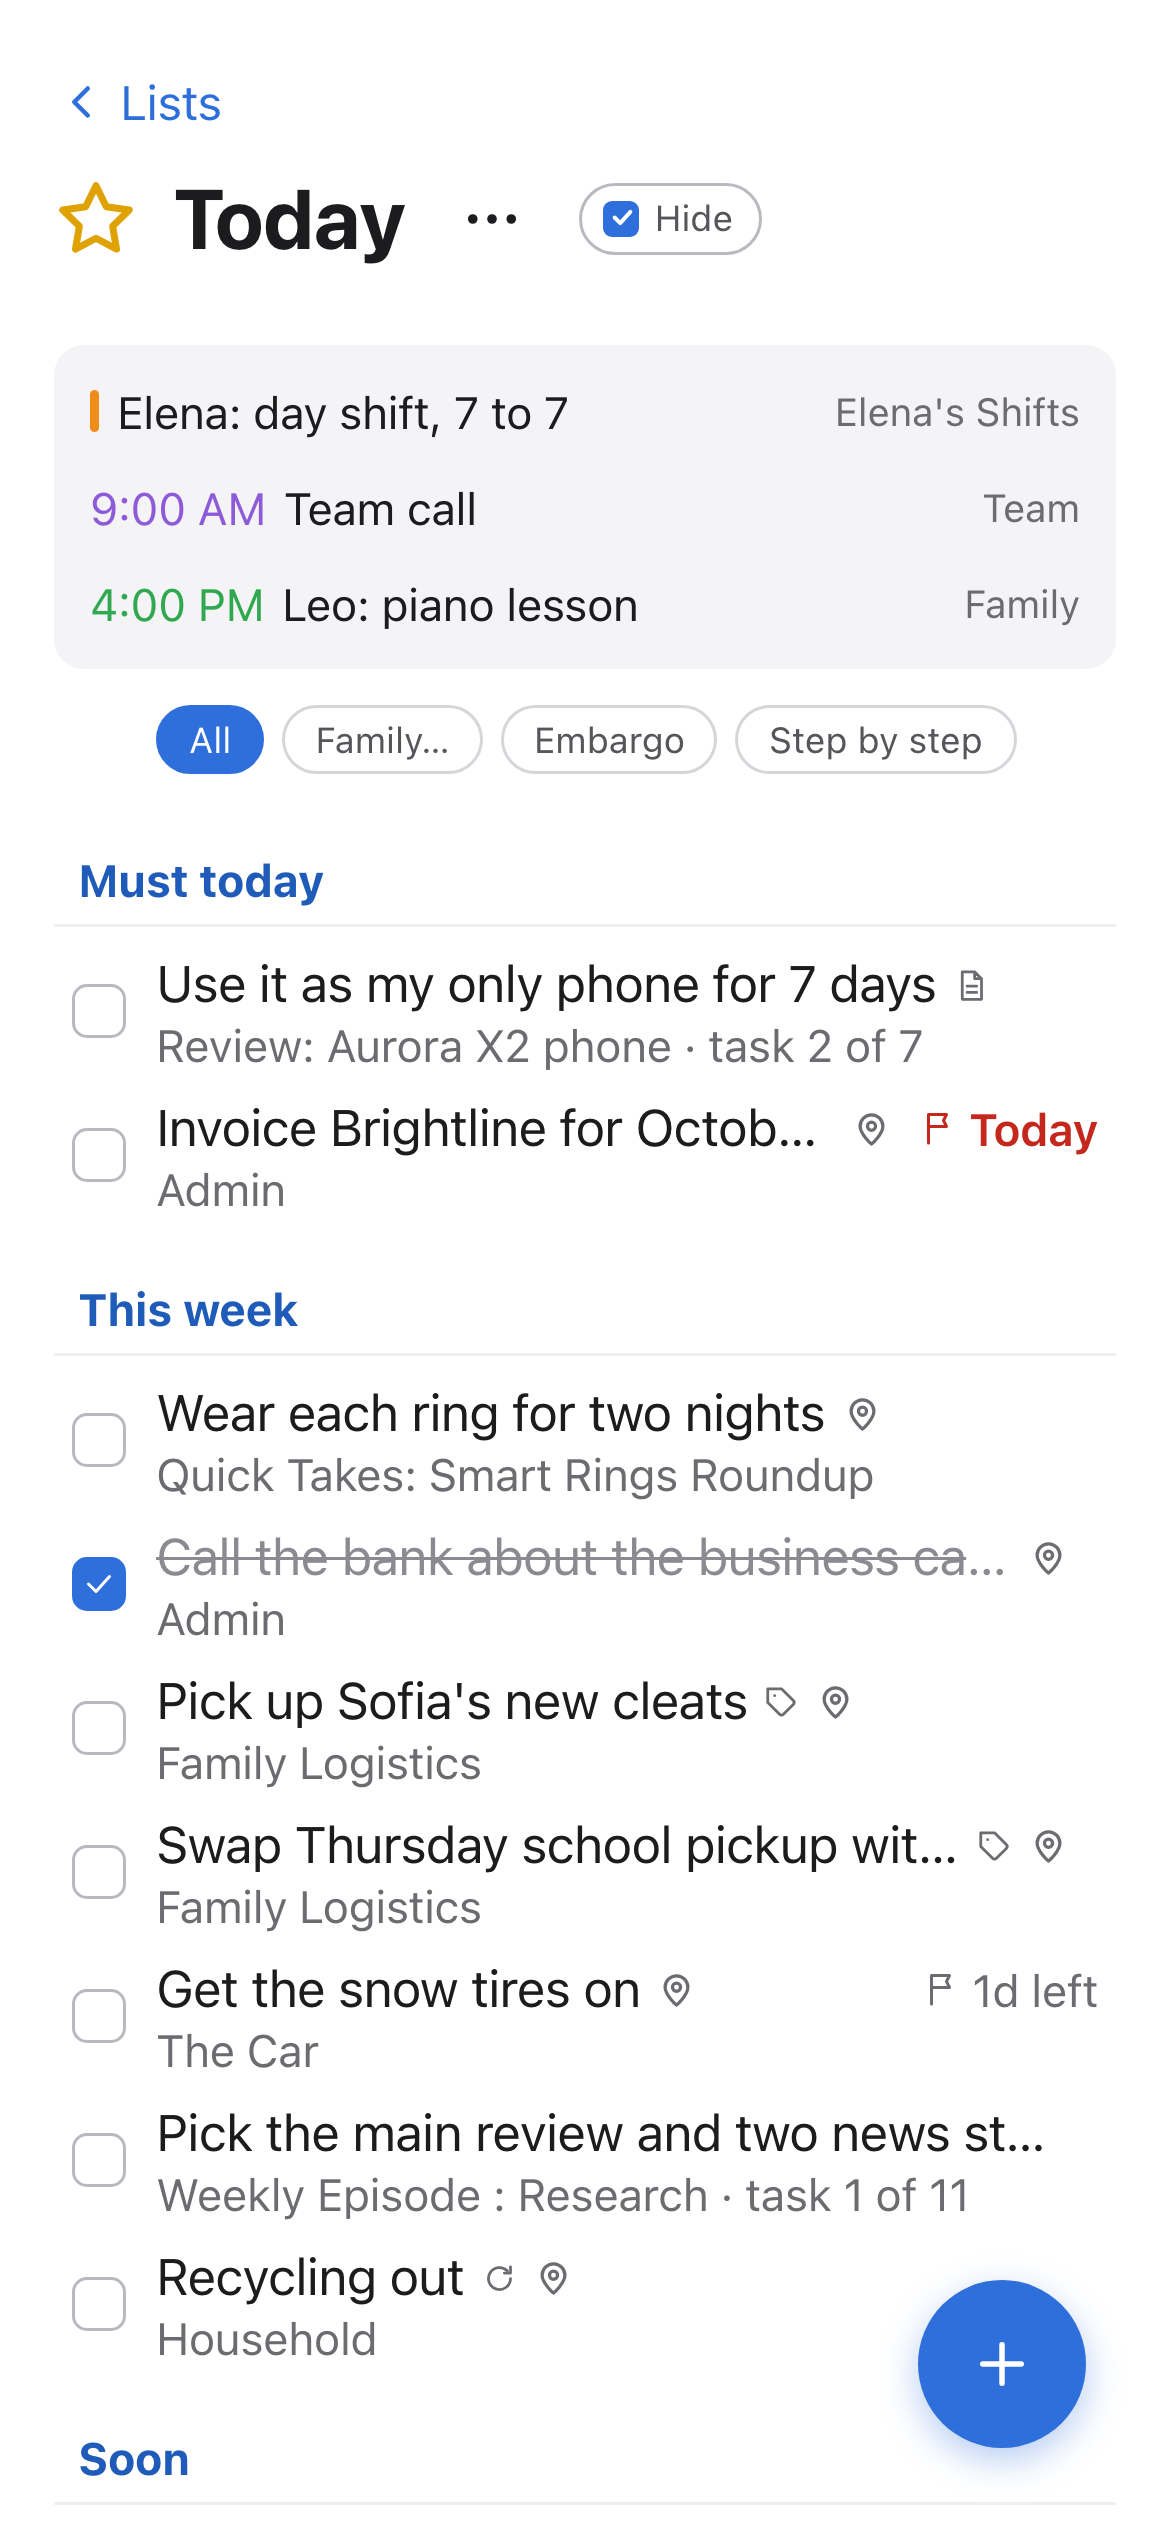 Lists
Today ... Hide
Elena: day shift, 7 to 7 Elena's Shifts
9:00 AM Team call Team
4:00 PM Leo: piano lesson Family
All Family... Embargo Step by step
Must today
Use it as my only phone for 7 days
Review: Aurora X2 phone · task 2 of 7
Invoice Brightline for Octob... Today
Admin
This week
Wear each ring for two nights
Quick Takes: Smart Rings Roundup
Call the bank about the business ca...
Admin
Pick up Sofia's new cleats
Family Logistics
Swap Thursday school pickup wit...
Family Logistics
Get the snow tires on 1d left
The Car
Pick the main review and two news st...
Weekly Episode : Research · task 1 of 11
Recycling out
Household
Soon